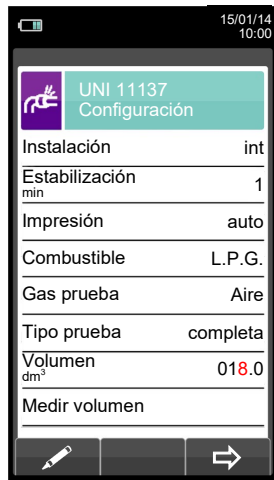 15/01/14
10:00
UNI 11137
Configuración
Instalación int
Estabilización
min 1
Impresión auto
Combustible L.P.G.
Gas prueba Aire
Tipo prueba completa
Volumen
dm³ 018.0
Medir volumen